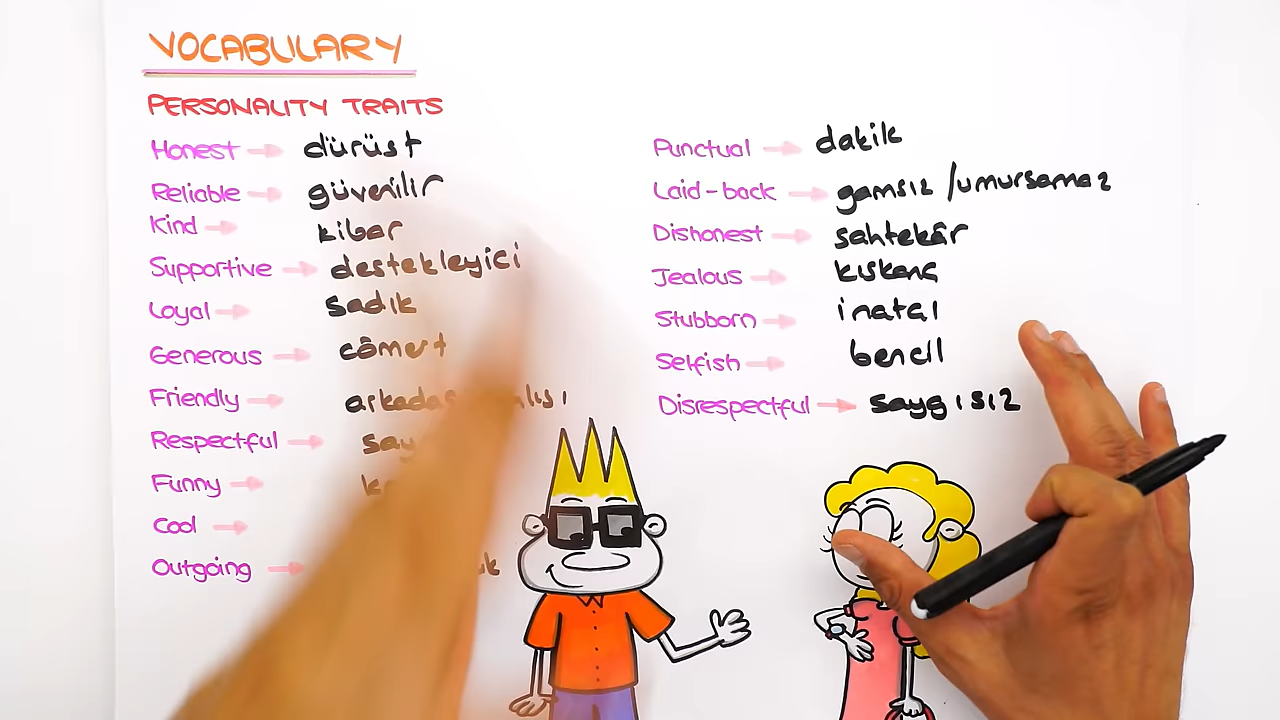 VOCABULARY
PERSONALITY TRAITS
Honest → dürüst
Reliable → güvenilir
Kind → kibar
Supportive → destekleyici
Loyal → sadık
Generous → cömert
Friendly →
Respectful →
Funny →
Cool →
Outgoing →
Punctual → dakik
Laid-back → gamsız / umursamaz
Dishonest → sahtekâr
Jealous → kıskanç
Stubborn → inatçı
Selfish → bencil
Disrespectful → saygısız